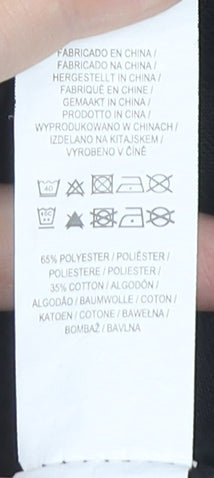 FABRICADO EN CHINA /
FABRICADO NA CHINA /
HERGESTELLT IN CHINA /
FABRIQUÉ EN CHINE /
GEMAAKT IN CHINA /
PRODOTTO IN CINA /
WYPRODUKOWANO W CHINACH /
IZDELANO NA KITAJSKEM /
VYROBENO V ČÍNĚ
40
65% POLYESTER / POLIÉSTER /
POLIESTERE / POLIESTER /
35% COTTON / ALGODÓN /
ALGODÃO / BAUMWOLLE / COTON /
KATOEN / COTONE / BAWEŁNA /
BOMBAŽ / BAVLNA